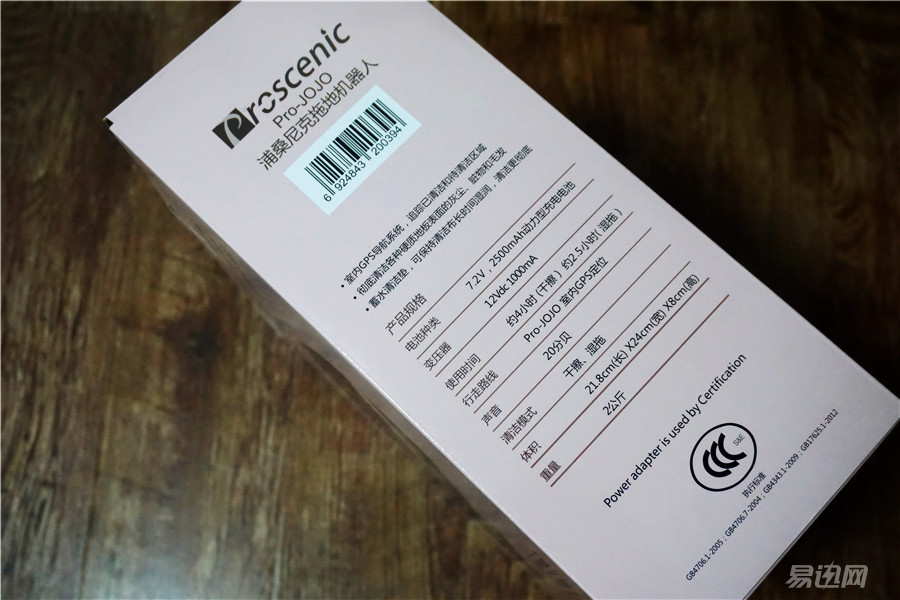 Proscenic
Pro-JOJO
浦桑尼克拖地机器人
6 924843 200394
• 室内GPS导航系统，追踪已清洁和待清洁区域
• 彻底清洁各种硬质地板表面的灰尘、脏物和毛发
• 蓄水清洁垫，可保持清洁布长时间湿润，清洁更彻底
产品规格
电池种类 7.2V，2500mAh动力型充电电池
变压器 12Vdc 1000mA
使用时间 约4小时（干擦）约2.5小时（湿拖）
行走路线 Pro-JOJO 室内GPS定位
声音 20分贝
清洁模式 干擦、湿拖
体积 21.8cm(长) X24cm(宽) X8cm(高)
重量 2公斤
Power adapter is used by Certification
S&E
执行标准
GB4706.1-2005；GB4706.7-2004；GB4343.1-2009；GB17625.1-2012
易迅网